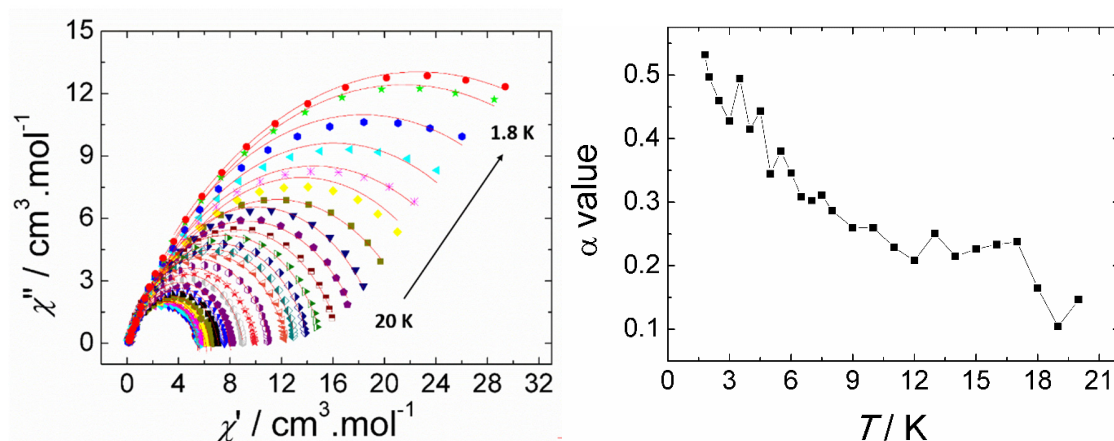 χ'' / cm³.mol⁻¹
15
12
9
6
3
0
1.8 K
20 K
0 4 8 12 16 20 24 28 32
χ' / cm³.mol⁻¹
α value
0.5
0.4
0.3
0.2
0.1
3 6 9 12 15 18 21
T / K